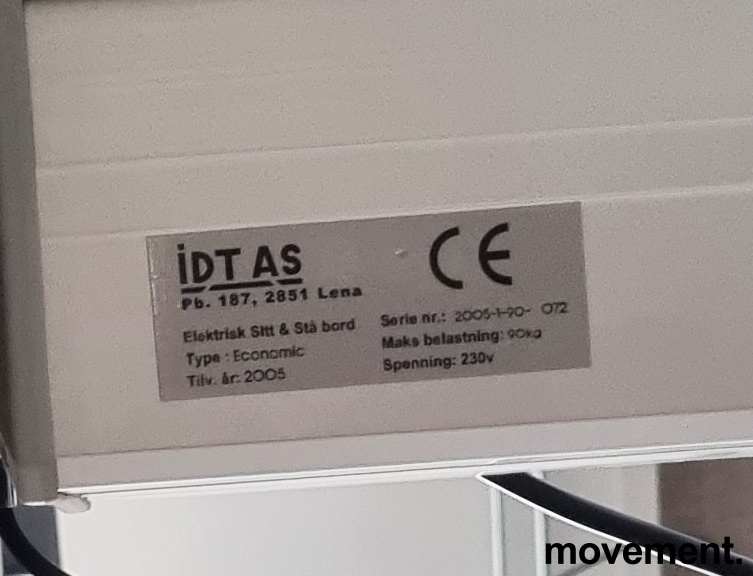 iDT AS
Pb. 187, 2851 Lena
Elektrisk Sitt & Stå bord
Type : Economic
Tilv. år: 2005
CE
Serie nr.: 2005-1-90- 072
Maks belastning: 90kg
Spenning: 230v
movement.